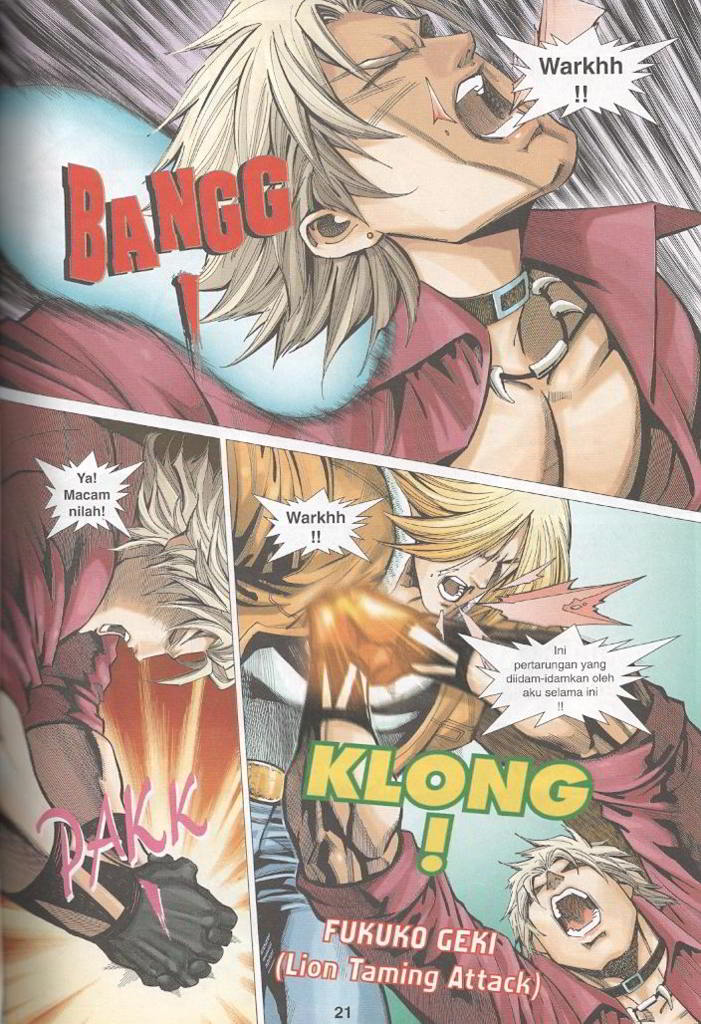 Warkhh
!!
BANGG
!
Ya!
Macam
nilah!
PAKK
!
Warkhh
!!
Ini
pertarungan yang
diidam-idamkan oleh
aku selama ini
!!
KLONG
!
FUKUKO GEKI
(Lion Taming Attack)
21